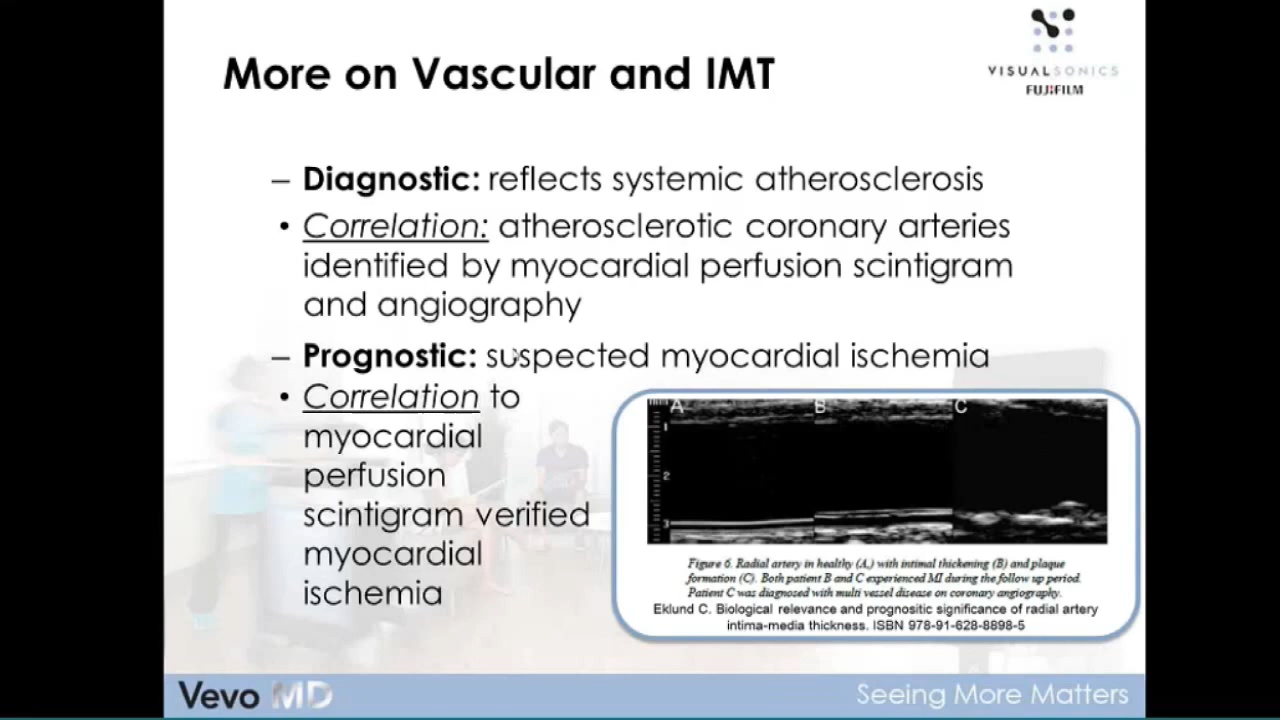 More on Vascular and IMT
VISUALSONICS
FUJIFILM
– Diagnostic: reflects systemic atherosclerosis
• Correlation: atherosclerotic coronary arteries
identified by myocardial perfusion scintigram
and angiography
– Prognostic: suspected myocardial ischemia
• Correlation to
myocardial
perfusion
scintigram verified
myocardial
ischemia
A B C
1
2
3
Figure 6. Radial artery in healthy (A,) with intimal thickening (B) and plaque
formation (C). Both patient B and C experienced MI during the follow up period.
Patient C was diagnosed with multi vessel disease on coronary angiography.
Eklund C. Biological relevance and prognositic significance of radial artery
intima-media thickness. ISBN 978-91-628-8898-5
Vevo MD
Seeing More Matters